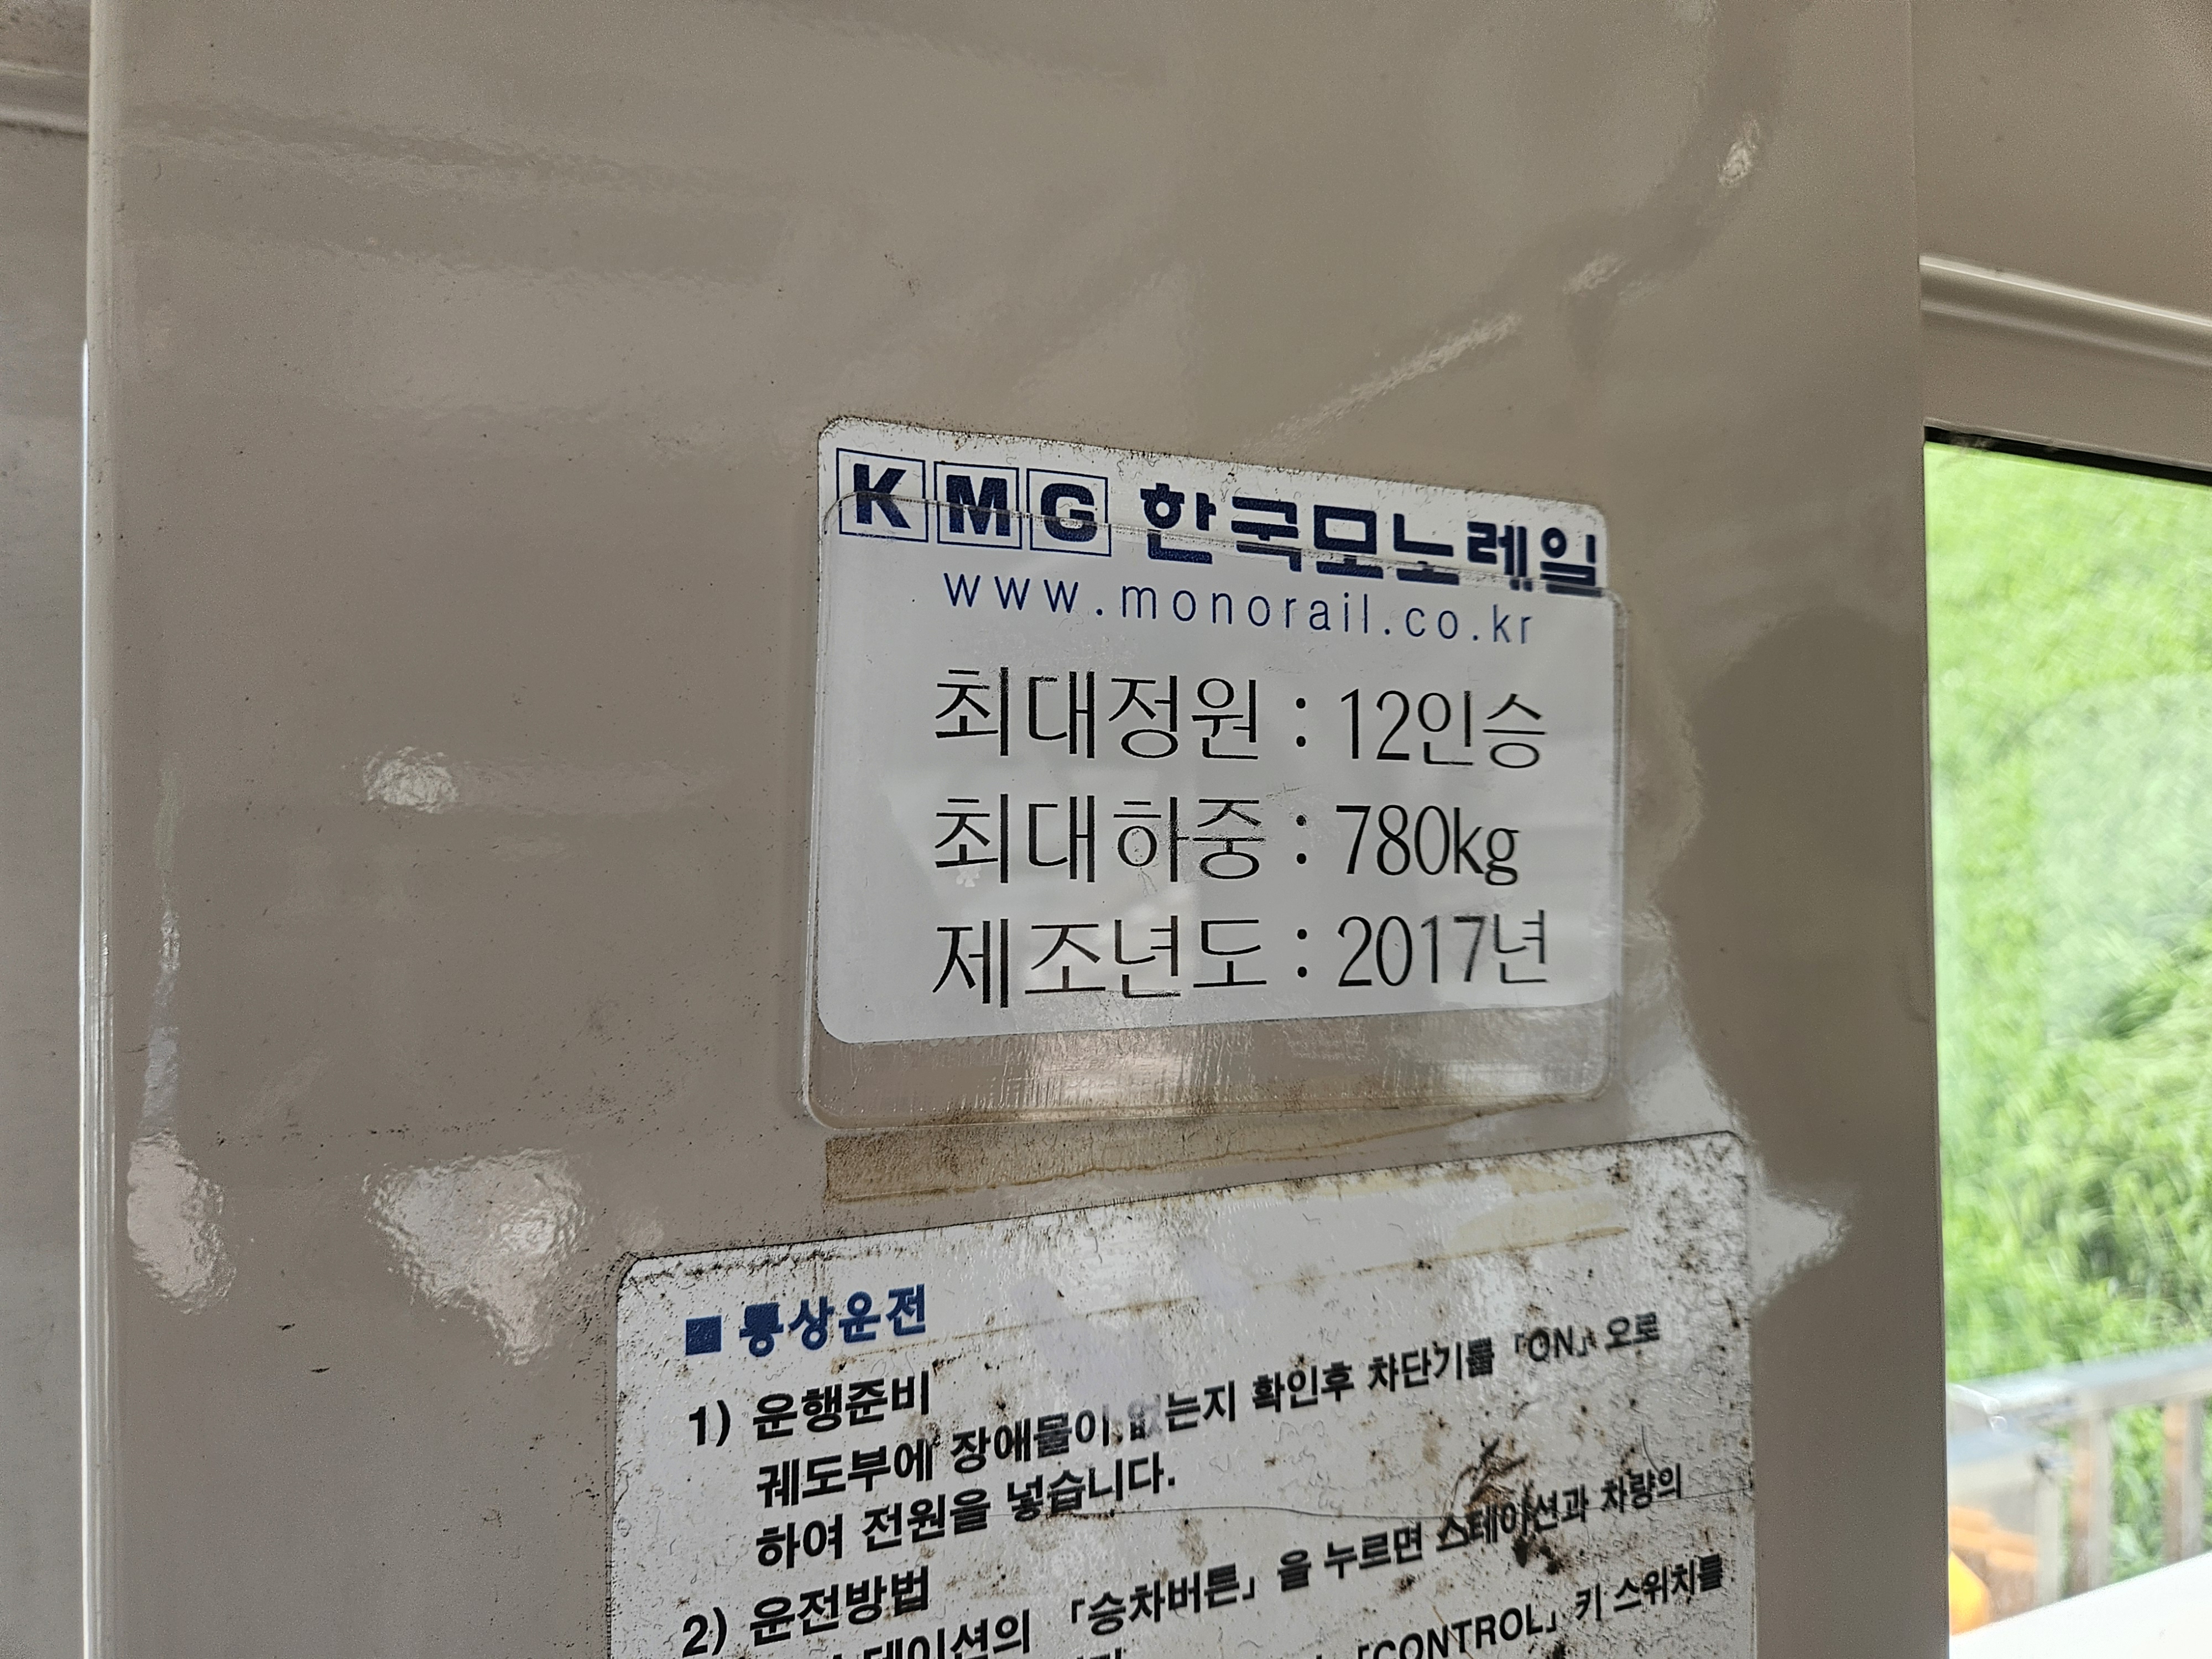 KMG 한국모노레일
www.monorail.co.kr
최대정원 : 12인승
최대하중 : 780kg
제조년도 : 2017년
■ 통상운전
1) 운행준비
궤도부에 장애물이 없는지 확인후 차단기를 「ON」 오로
하여 전원을 넣습니다.
2) 운전방법
테이션의 「승차버튼」 을 누르면 스테이션과 차량의
「CONTROL」 키 스위치를